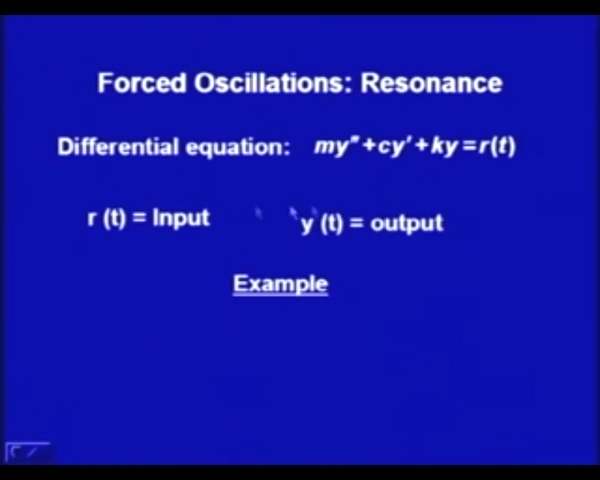 Forced Oscillations: Resonance
Differential equation: my″+cy′+ky=r(t)
r (t) = Input y (t) = output
Example